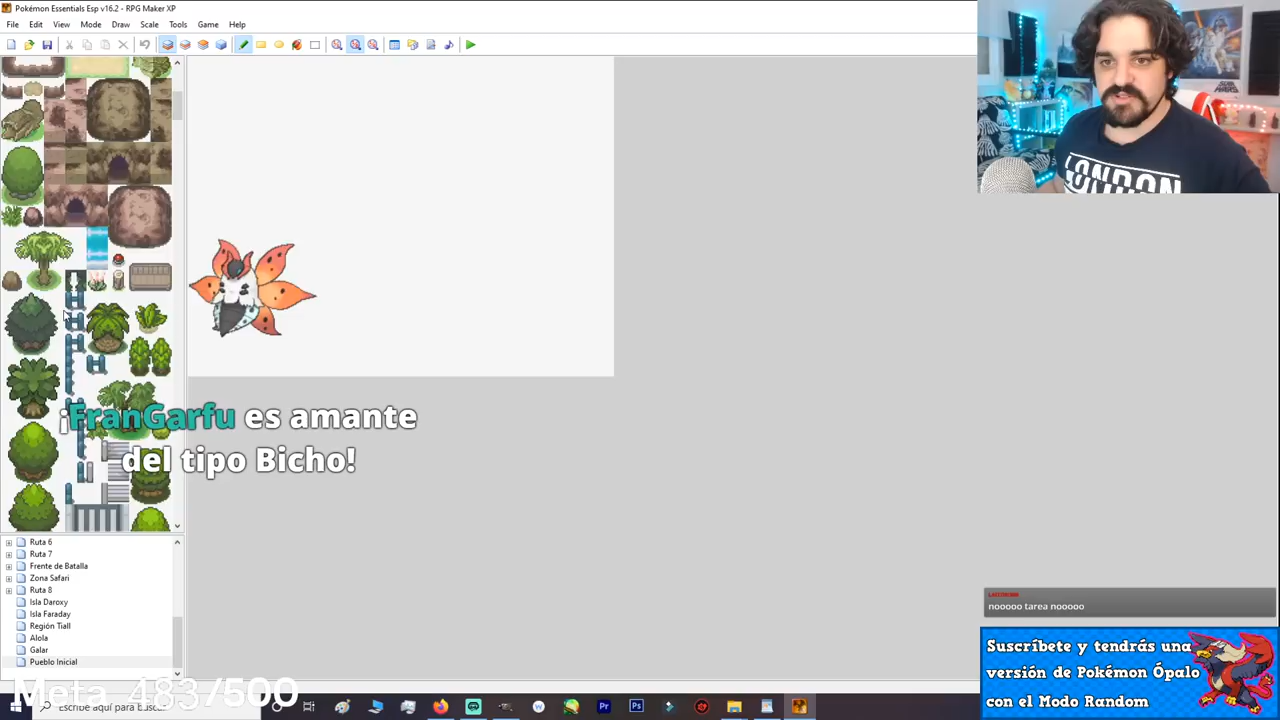 Pokémon Essentials Esp v16.2 - RPG Maker XP
File Edit View Mode Draw Scale Tools Game Help
LONDON
¡FranGarfu es amante
del tipo Bicho!
Ruta 6
Ruta 7
Frente de Batalla
Zona Safari
Ruta 8
Isla Daroxy
Isla Faraday
Región Tiall
Alola
Galar
Pueblo Inicial
nooooo tarea nooooo
Suscríbete y tendrás una
versión de Pokémon Ópalo
con el Modo Random
Meta 483/500
Escribe aquí para buscar